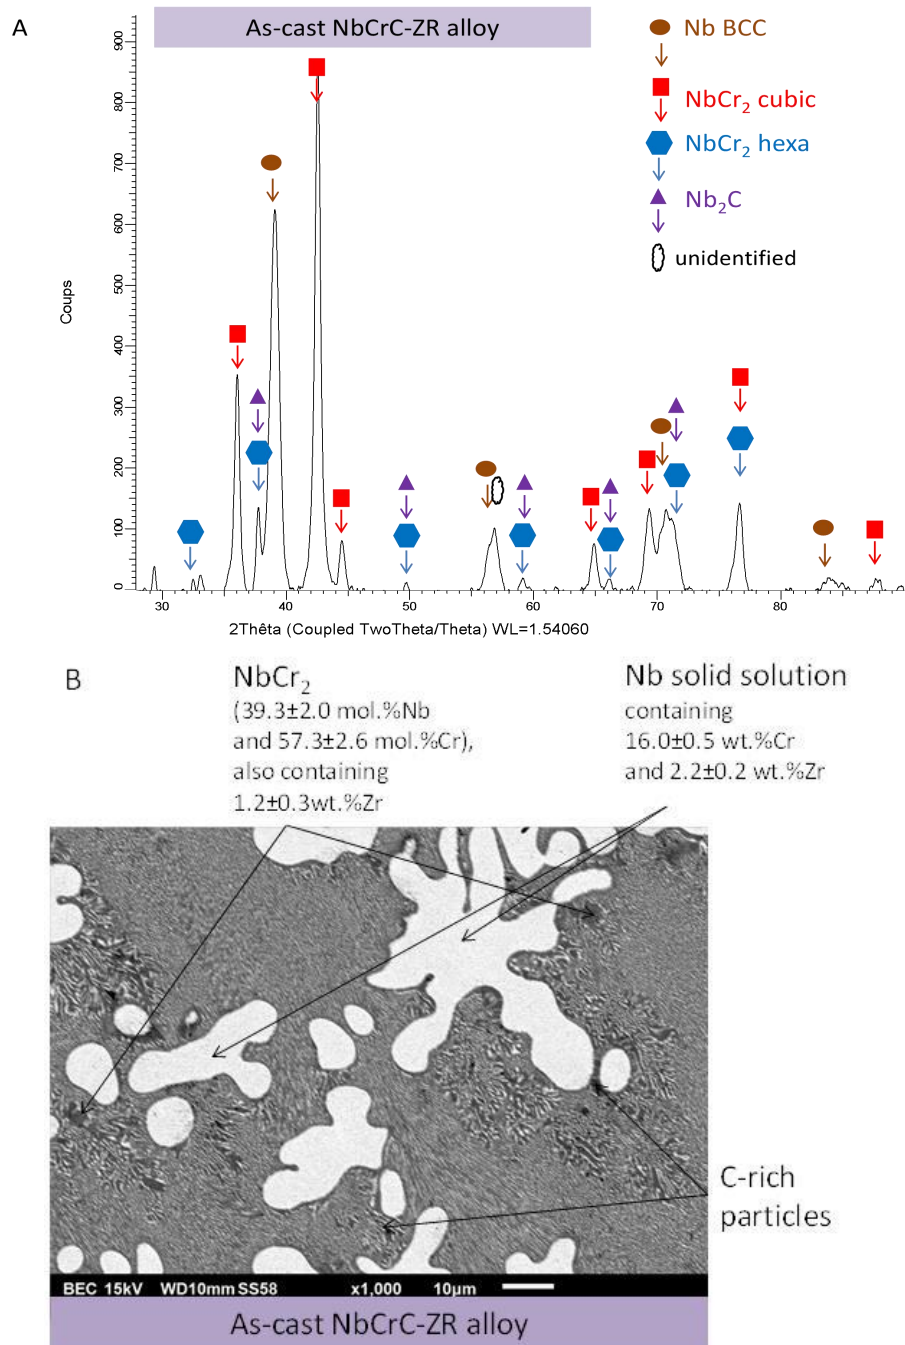 A
As-cast NbCrC-ZR alloy
Nb BCC
NbCr₂ cubic
NbCr₂ hexa
Nb₂C
unidentified
Coups
900
800
700
600
500
400
300
200
100
0
30 40 50 60 70 80
2Thêta (Coupled TwoTheta/Theta) WL=1.54060
B
NbCr₂
(39.3±2.0 mol.%Nb
and 57.3±2.6 mol.%Cr),
also containing
1.2±0.3wt.%Zr
Nb solid solution
containing
16.0±0.5 wt.%Cr
and 2.2±0.2 wt.%Zr
C-rich
particles
BEC 15kV WD10mm SS58 x1,000 10µm
As-cast NbCrC-ZR alloy